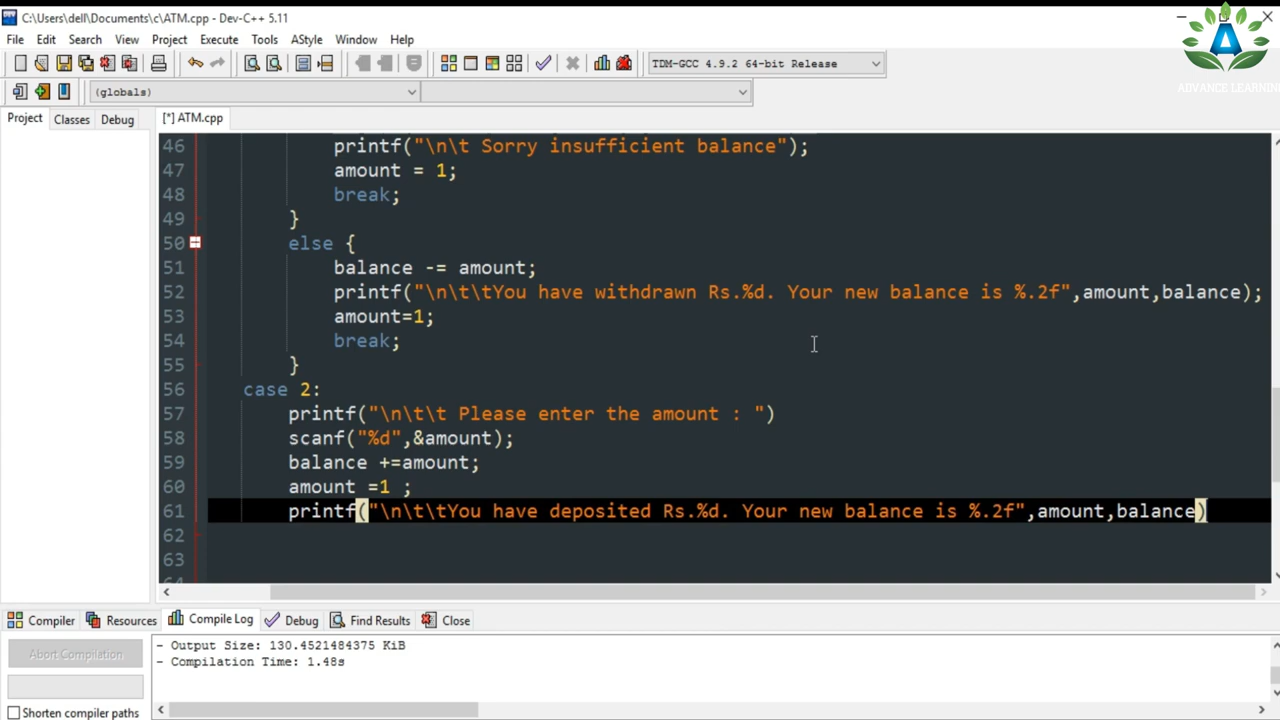 C:\Users\dell\Documents\c\ATM.cpp - Dev-C++ 5.11
File Edit Search View Project Execute Tools AStyle Window Help
TDM-GCC 4.9.2 64-bit Release
ADVANCE LEARNIN
(globals)
Project Classes Debug
[*] ATM.cpp
46 printf("\n\t Sorry insufficient balance");
47 amount = 1;
48 break;
49 }
50 else {
51 balance -= amount;
52 printf("\n\t\tYou have withdrawn Rs.%d. Your new balance is %.2f",amount,balance);
53 amount=1;
54 break;
55 }
56 case 2:
57 printf("\n\t\t Please enter the amount : ")
58 scanf("%d",&amount);
59 balance +=amount;
60 amount =1 ;
61 printf("\n\t\tYou have deposited Rs.%d. Your new balance is %.2f",amount,balance)
62
63
64
Compiler Resources Compile Log Debug Find Results Close
Abort Compilation
- Output Size: 130.4521484375 KiB
- Compilation Time: 1.48s
Shorten compiler paths